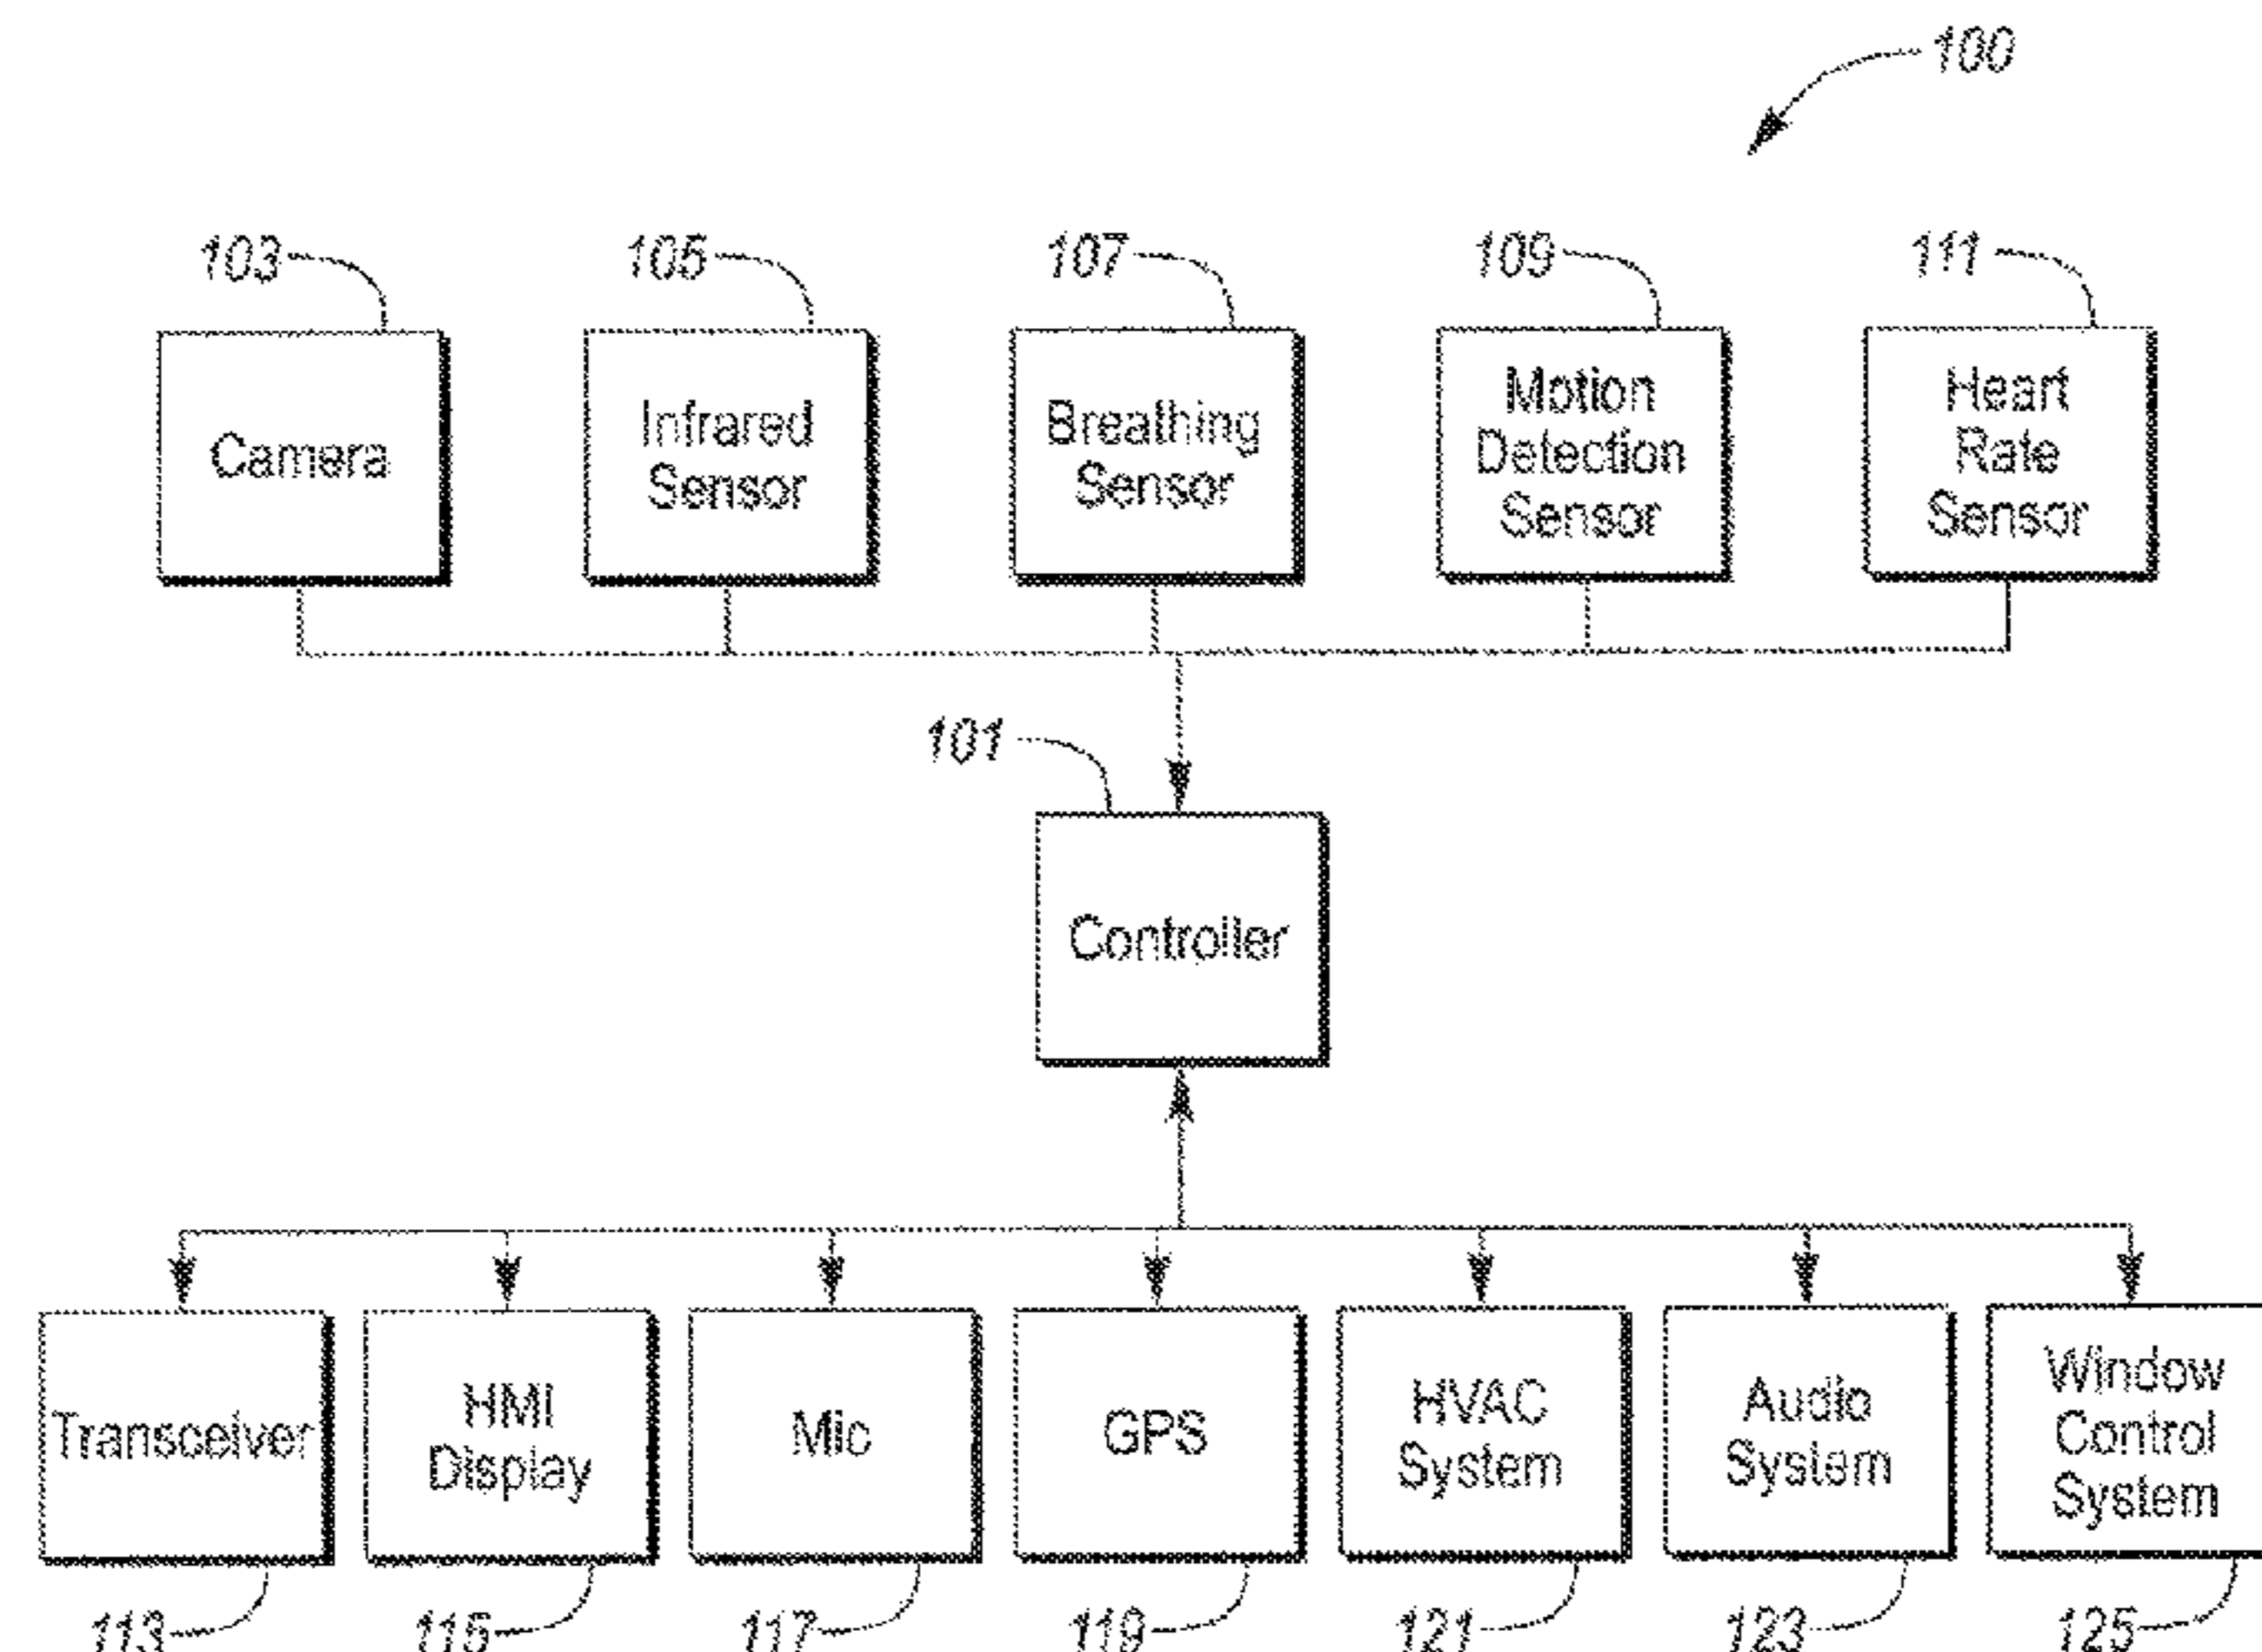 100
103
105
107
109
111
Camera
Infrared
Sensor
Breathing
Sensor
Motion
Detection
Sensor
Heart
Rate
Sensor
101
Controller
Transceiver
HMI
Display
Mic
GPS
HVAC
System
Audio
System
Window
Control
System
113
115
117
119
121
123
125